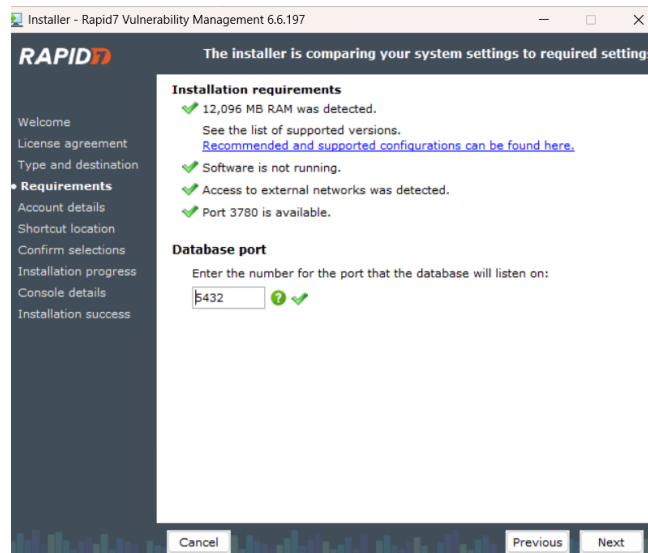 Installer - Rapid7 Vulnerability Management 6.6.197
RAPID7
The installer is comparing your system settings to required setting
Welcome
License agreement
Type and destination
Requirements
Account details
Shortcut location
Confirm selections
Installation progress
Console details
Installation success
Installation requirements
12,096 MB RAM was detected.
See the list of supported versions.
Recommended and supported configurations can be found here.
Software is not running.
Access to external networks was detected.
Port 3780 is available.
Database port
Enter the number for the port that the database will listen on:
5432
?
Cancel
Previous
Next